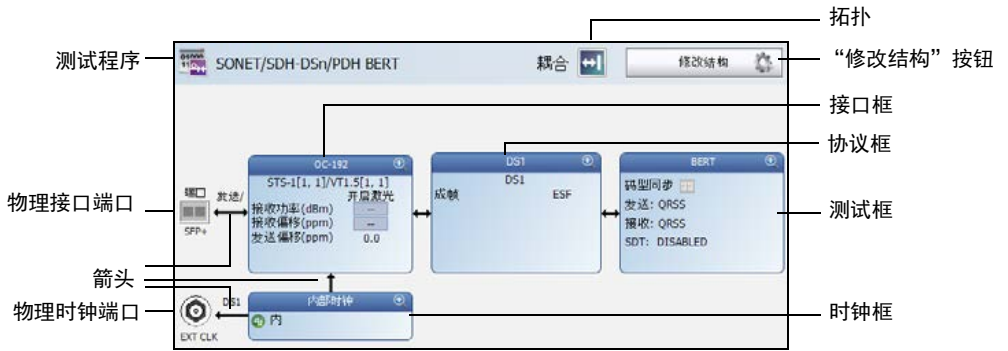 拓扑
测试程序
SONET/SDH-DSn/PDH BERT
耦合
修改结构
“修改结构”按钮
接口框
协议框
OC-192
DS1
BERT
STS-1[1, 1]/VT1.5[1, 1]
开启激光
接收功率(dBm)
--
接收偏移(ppm)
--
发送偏移(ppm)
0.0
DS1
成帧
ESF
码型同步
发送: QRSS
接收: QRSS
SDT: DISABLED
物理接口端口
端口
发送/
SFP+
测试框
箭头
物理时钟端口
DS1
EXT CLK
内部时钟
内
时钟框